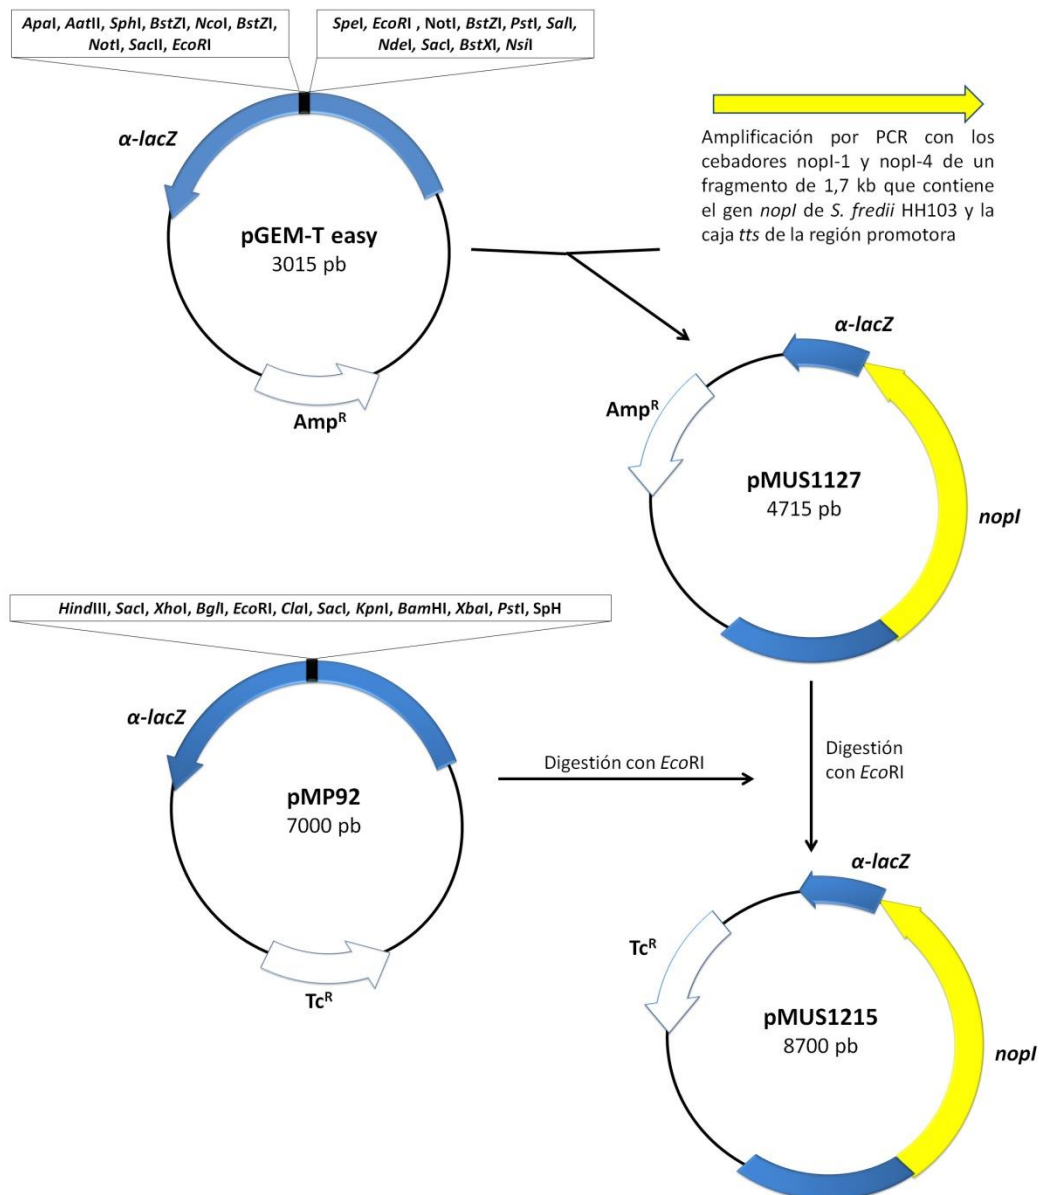 ApaI, AatII, SphI, BstZI, NcoI, BstZI,
NotI, SacII, EcoRI
SpeI, EcoRI , NotI, BstZI, PstI, SalI,
NdeI, SacI, BstXI, NsiI
α-lacZ
pGEM-T easy
3015 pb
Amp^R
Amplificación por PCR con los
cebadores nopI-1 y nopI-4 de un
fragmento de 1,7 kb que contiene
el gen nopI de S. fredii HH103 y la
caja tts de la región promotora
α-lacZ
Amp^R
pMUS1127
4715 pb
nopI
HindIII, SacI, XhoI, BglI, EcoRI, ClaI, SacI, KpnI, BamHI, XbaI, PstI, SpH
α-lacZ
pMP92
7000 pb
Tc^R
Digestión con EcoRI
Digestión
con EcoRI
α-lacZ
Tc^R
pMUS1215
8700 pb
nopI